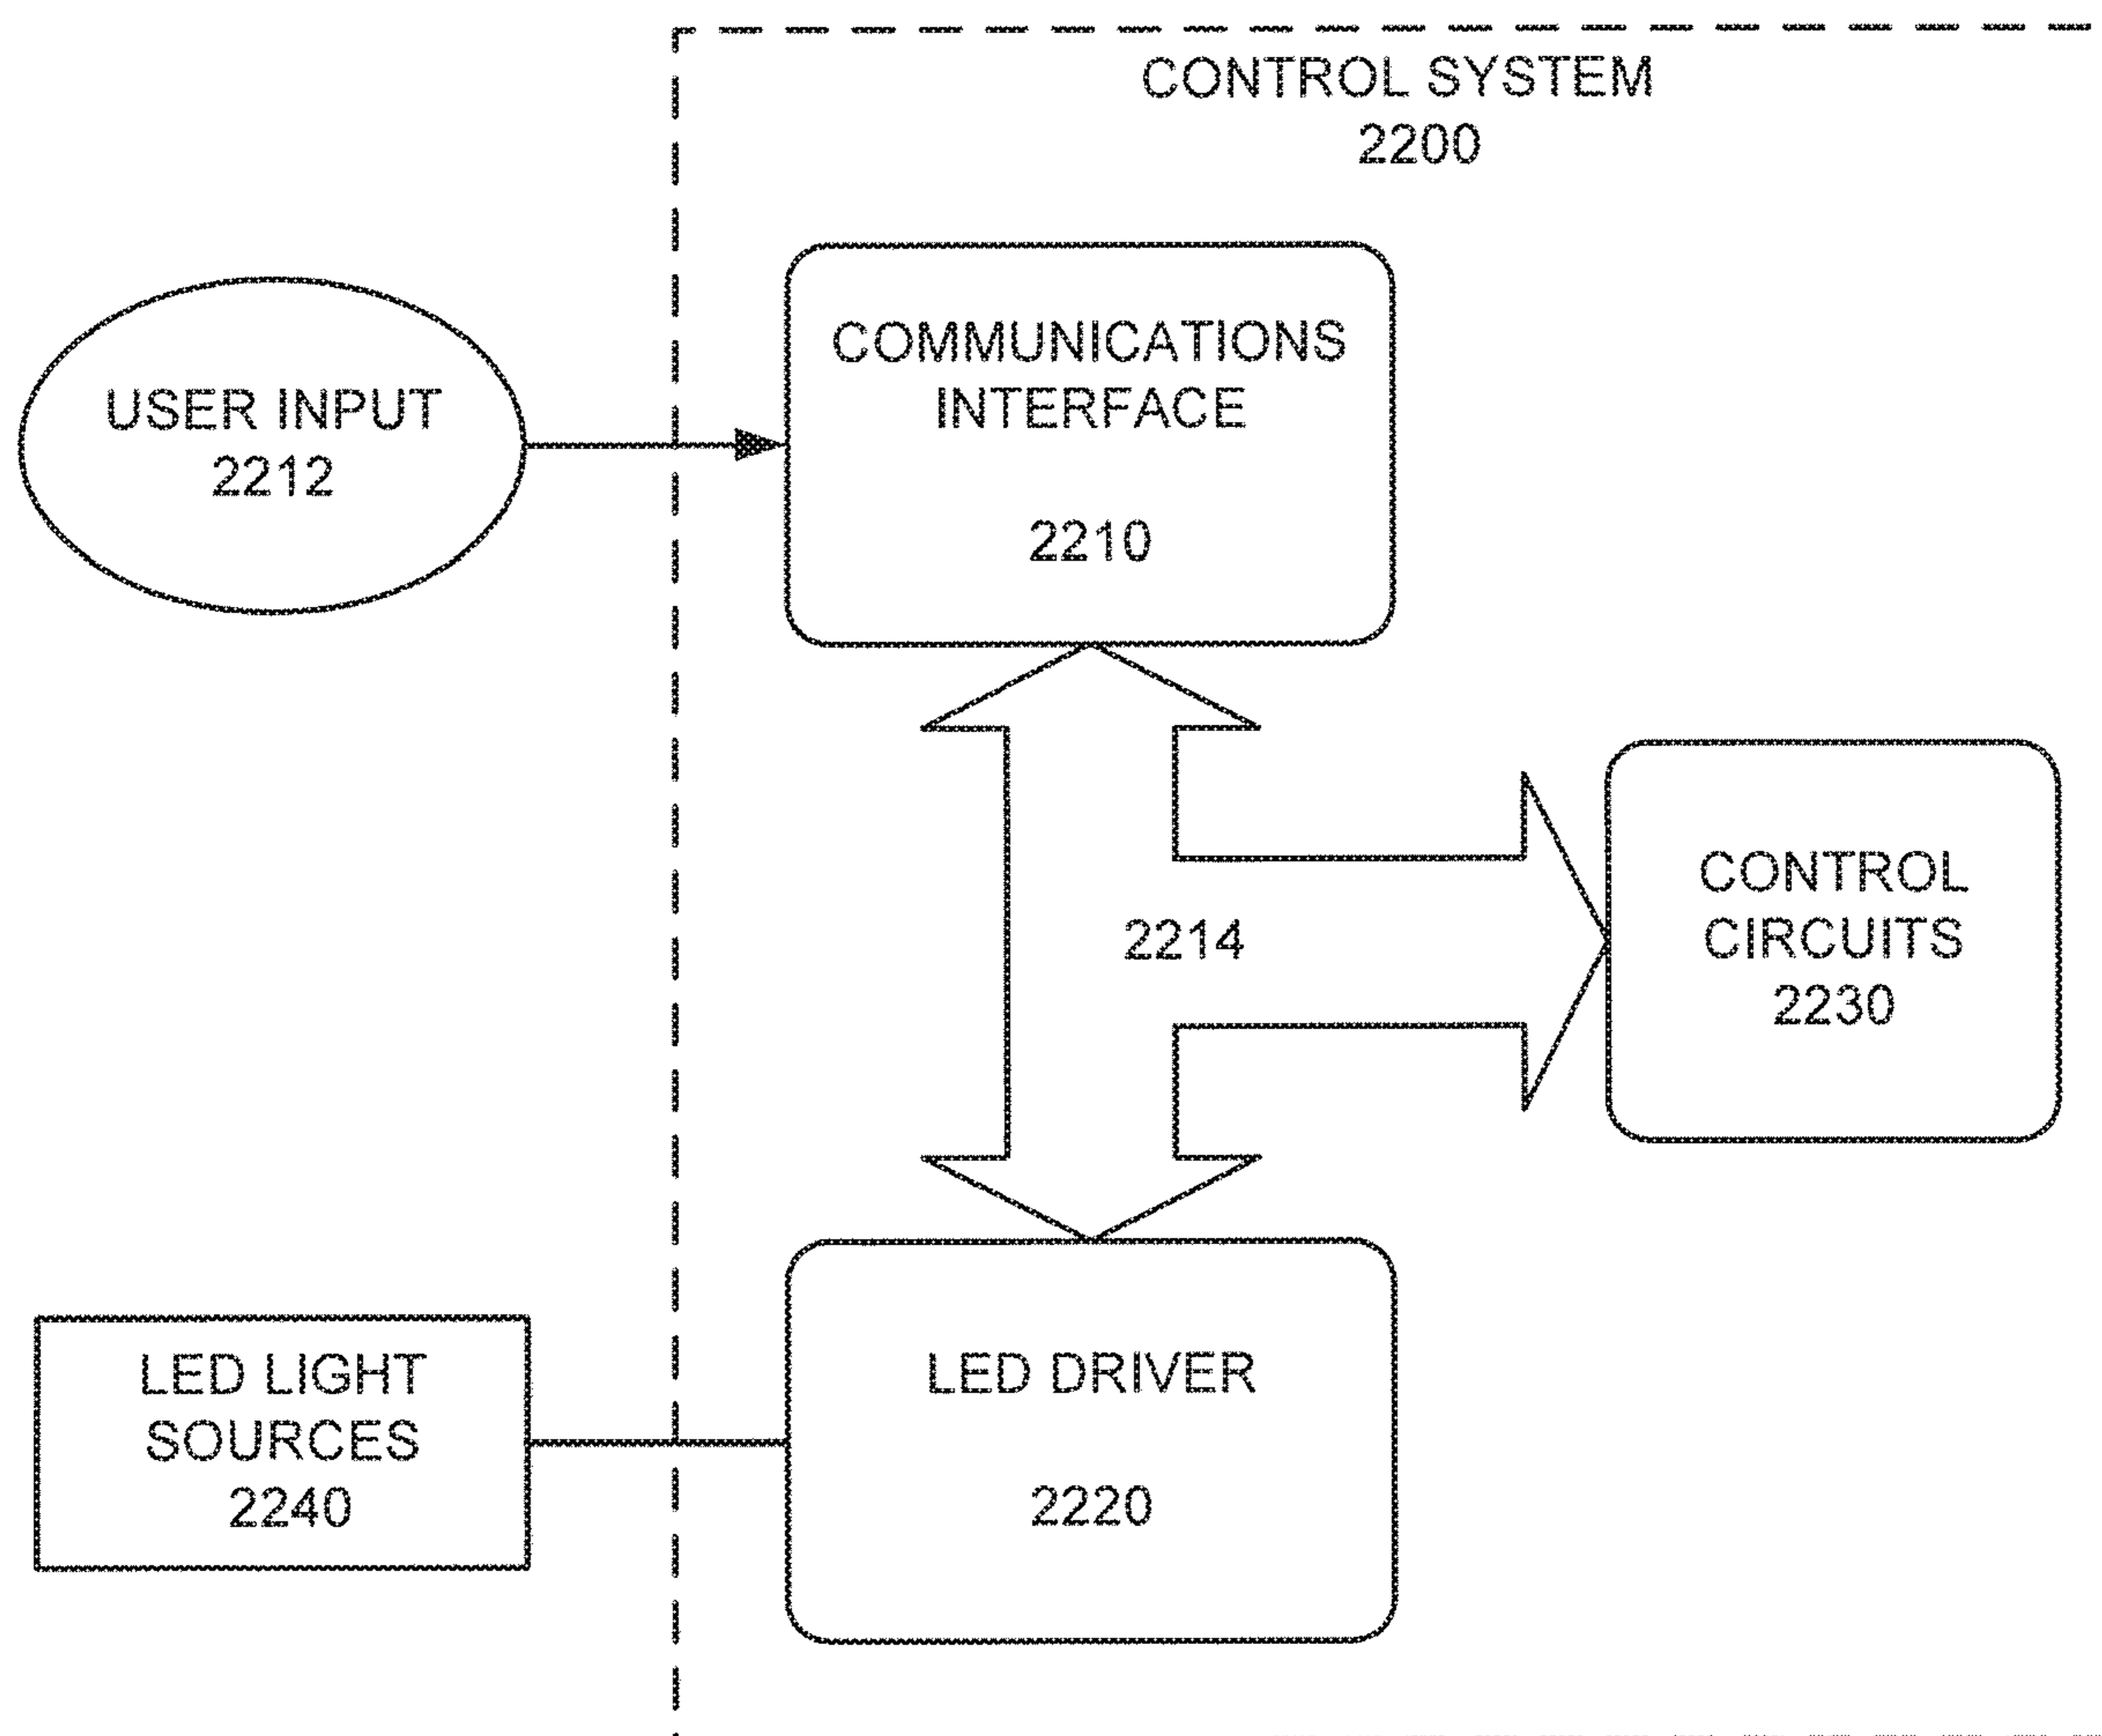 CONTROL SYSTEM
2200
COMMUNICATIONS
INTERFACE
2210
USER INPUT
2212
2214
CONTROL
CIRCUITS
2230
LED DRIVER
2220
LED LIGHT
SOURCES
2240